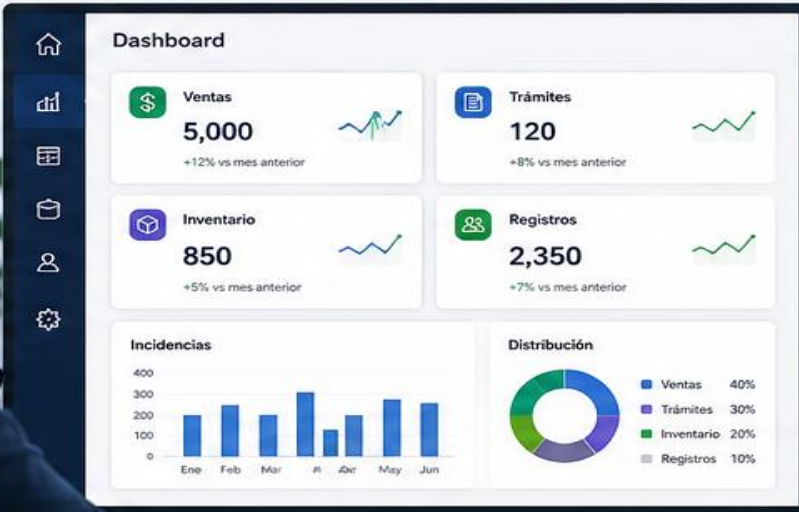 Dashboard
Ventas
5,000
+12% vs mes anterior
Trámites
120
+8% vs mes anterior
Inventario
850
+5% vs mes anterior
Registros
2,350
+7% vs mes anterior
Incidencias
400
300
200
100
0
Ene Feb Mar May Jun
Distribución
Ventas 40%
Trámites 30%
Inventario 20%
Registros 10%